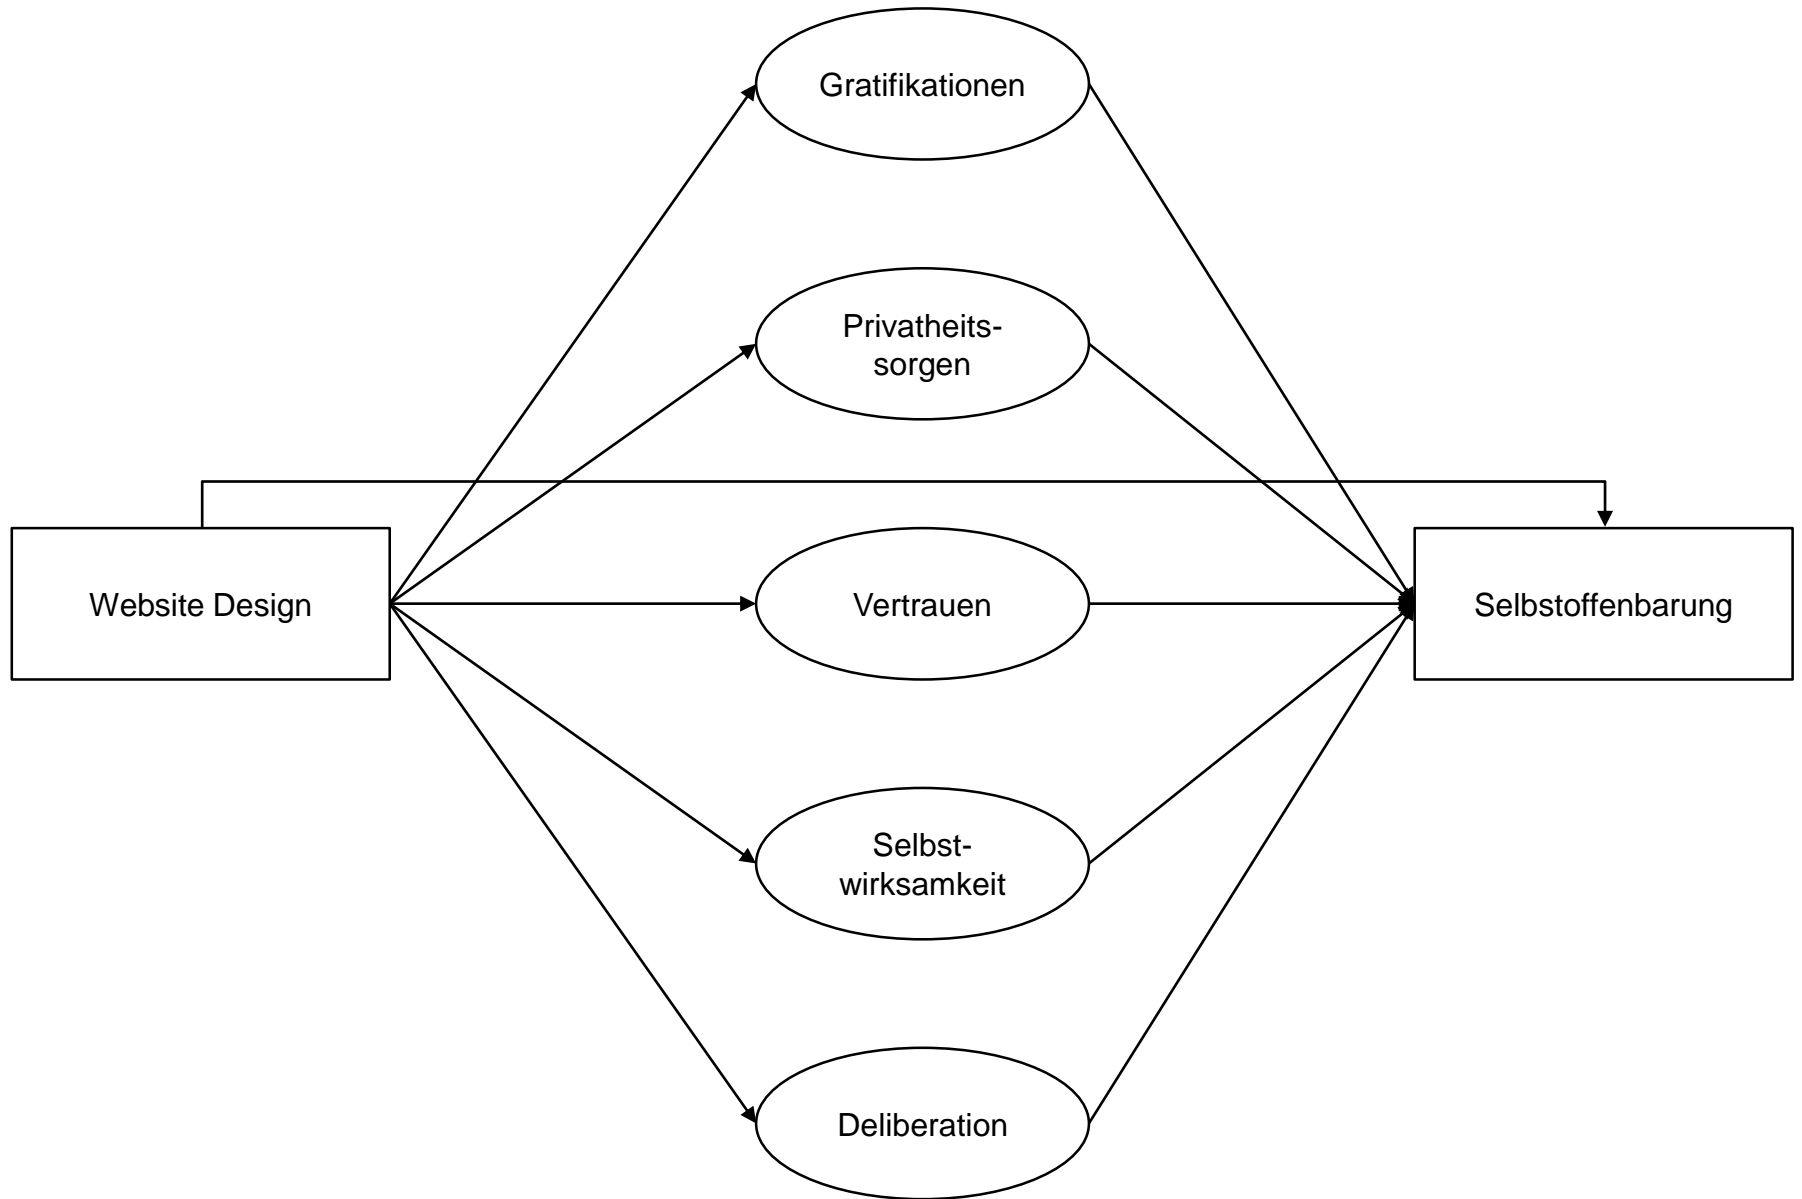 Gratifikationen
Privatheits-
sorgen
Website Design
Vertrauen
Selbstoffenbarung
Selbst-
wirksamkeit
Deliberation